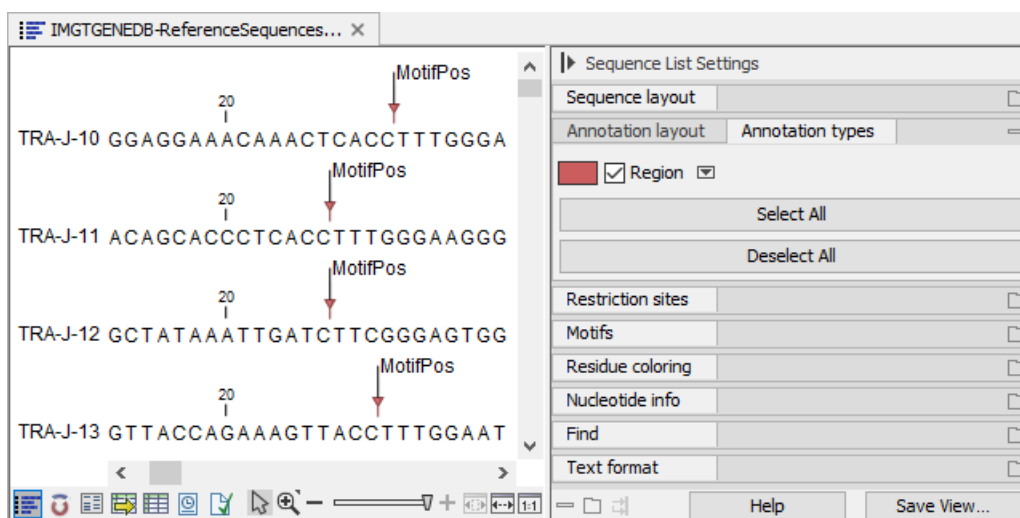 IMGTGENEDB-ReferenceSequences...
MotifPos
20
TRA-J-10 GGAGGAAACAAACTCACCTTTGGGA
MotifPos
20
TRA-J-11 ACAGCACCCTCACCTTTGGGAAGGG
MotifPos
20
TRA-J-12 GCTATAAATTGATCTTCGGGAGTGG
MotifPos
20
TRA-J-13 GTTACCAGAAAGTTACCTTTGGAAT
Sequence List Settings
Sequence layout
Annotation layout Annotation types
Region
Select All
Deselect All
Restriction sites
Motifs
Residue coloring
Nucleotide info
Find
Text format
1:1
Help Save View...